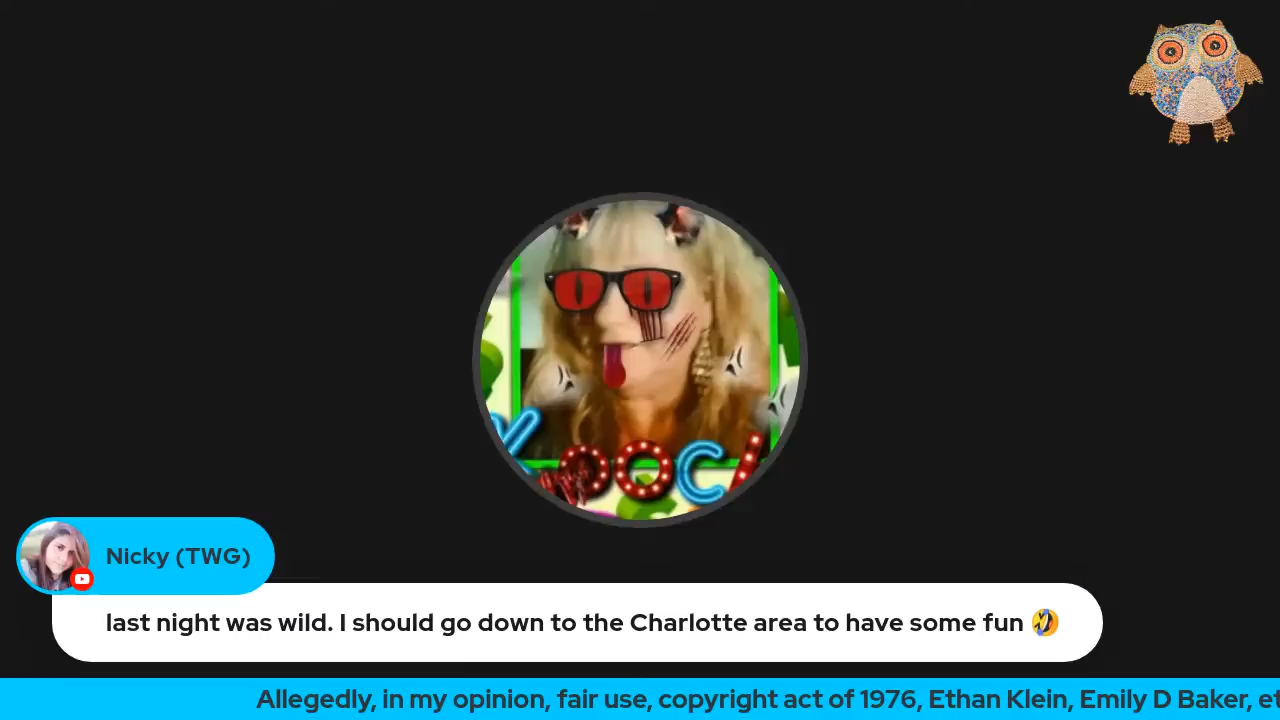 OOC
Nicky (TWG)
last night was wild. I should go down to the Charlotte area to have some fun 🤣
Allegedly, in my opinion, fair use, copyright act of 1976, Ethan Klein, Emily D Baker, et